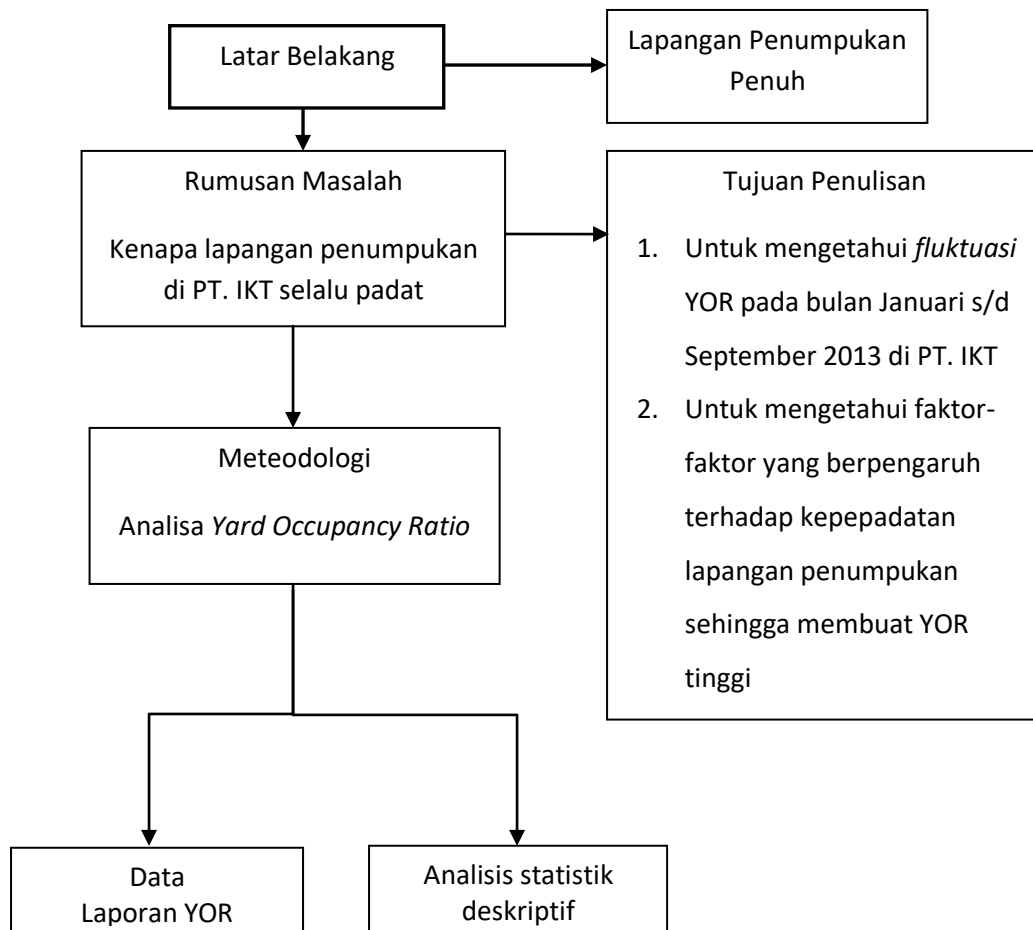 Latar Belakang
Lapangan Penumpukan
Penuh
Rumusan Masalah
Kenapa lapangan penumpukan
di PT. IKT selalu padat
Tujuan Penulisan
1. Untuk mengetahui fluktuasi
YOR pada bulan Januari s/d
September 2013 di PT. IKT
2. Untuk mengetahui faktor-
faktor yang berpengaruh
terhadap kepepadatan
lapangan penumpukan
sehingga membuat YOR
tinggi
Meteodologi
Analisa Yard Occupancy Ratio
Data
Laporan YOR
Analisis statistik
deskriptif